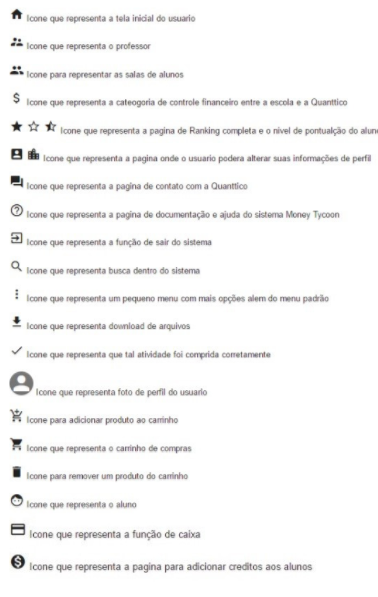 Icone que representa a tela inicial do usuario
Icone que representa o professor
Icone para representar as salas de alunos
Icone que representa a cateogoria de controle financeiro entre a escola e a Quanttico
Icone que representa a pagina de Ranking completa e o nivel de pontualção do aluno
Icone que representa a pagina onde o usuario podera alterar suas informações de perfil
Icone que representa a pagina de contato com a Quanttico
Icone que representa a pagina de documentação e ajuda do sistema Money Tycoon
Icone que representa a função de sair do sistema
Icone que representa busca dentro do sistema
Icone que representa um pequeno menu com mais opções alem do menu padrão
Icone que representa download de arquivos
Icone que representa que tal atividade foi comprida corretamente
Icone que representa foto de perfil do usuario
Icone para adicionar produto ao carrinho
Icone que representa o carrinho de compras
Icone para remover um produto do carrinho
Icone que representa o aluno
Icone que representa a função de caixa
Icone que representa a pagina para adicionar creditos aos alunos